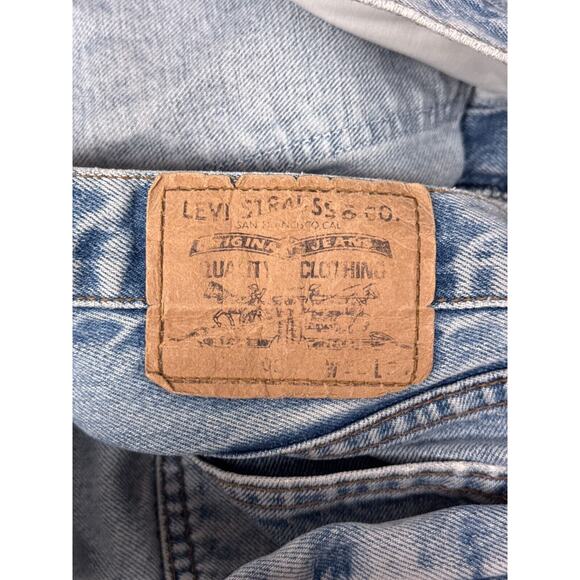 LEVI STRAUSS & CO.
SAN FRANCISCO CAL
ORIGINAL JEANS
QUALITY CLOTHING
W L